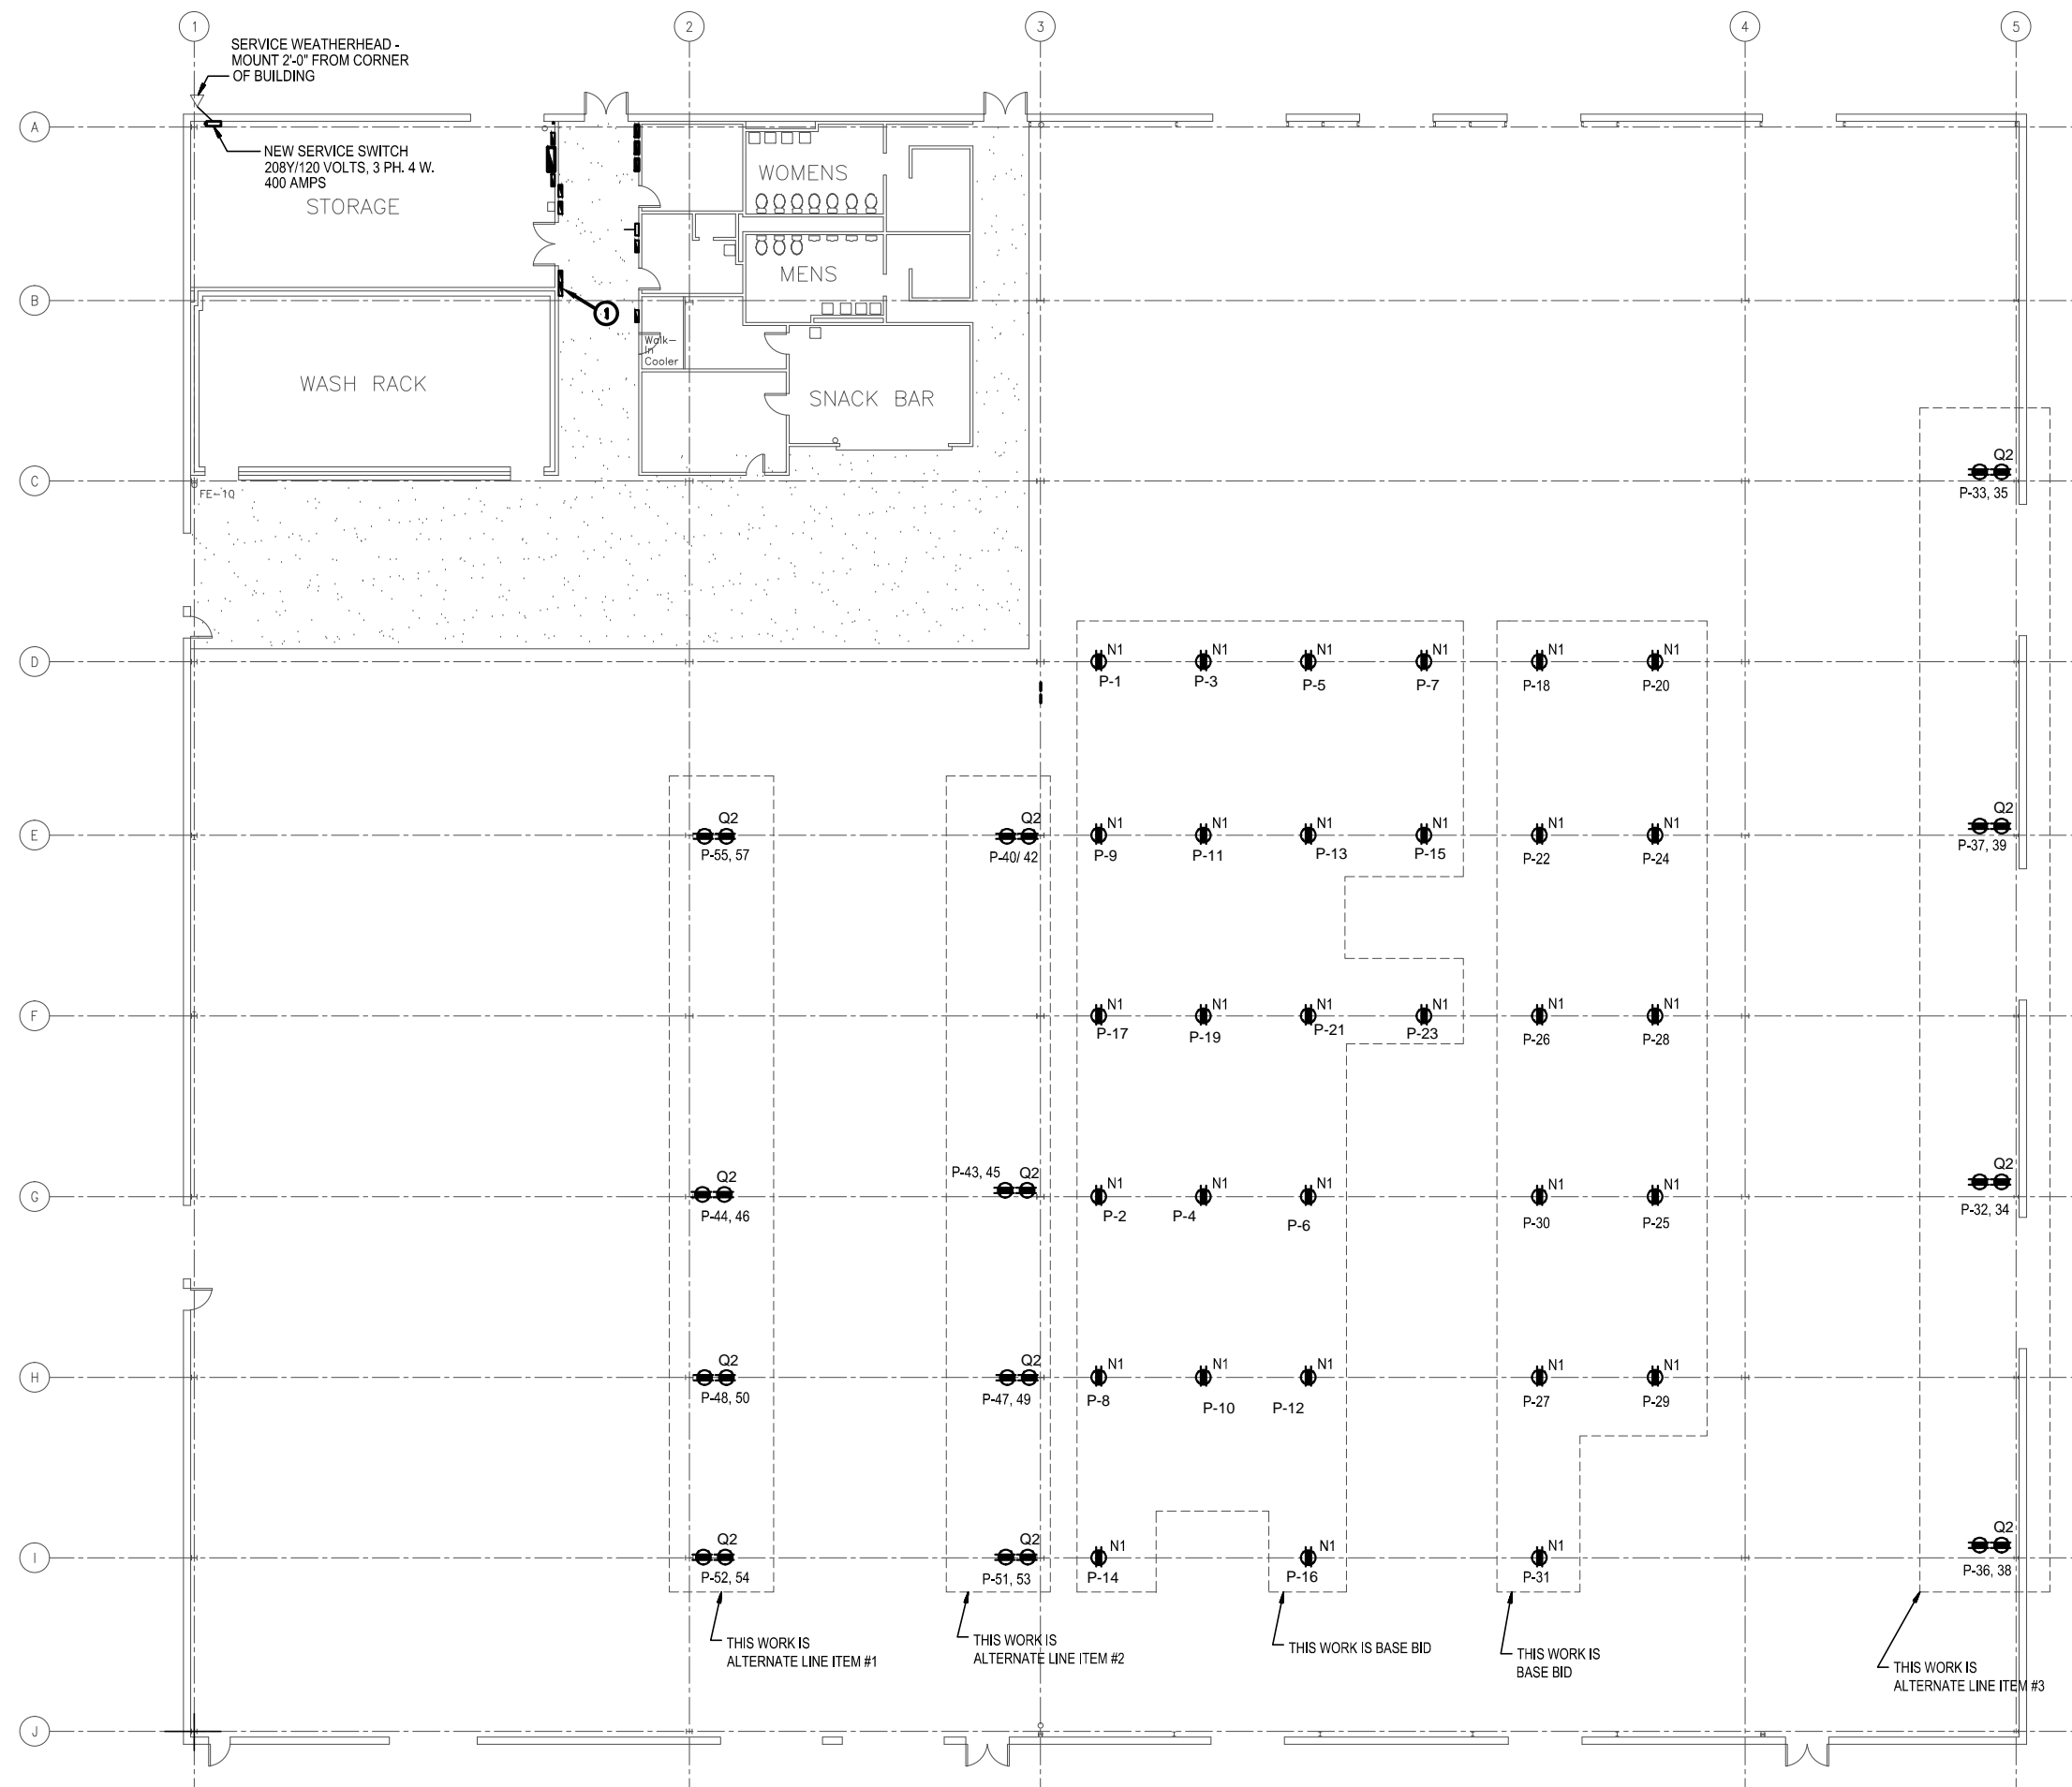 1
2
3
4
5
SERVICE WEATHERHEAD -
MOUNT 2'-0" FROM CORNER
OF BUILDING
A
NEW SERVICE SWITCH
208Y/120 VOLTS, 3 PH. 4 W.
400 AMPS
STORAGE
WOMENS
MENS
B
1
Walk-
In
Cooler
WASH RACK
SNACK BAR
Q2
C
FE-10
P-33, 35
D
N1
N1
N1
N1
N1
N1
P-1
P-3
P-5
P-7
P-18
P-20
Q2
Q2
N1
N1
N1
N1
N1
N1
Q2
E
P-55, 57
P-40/ 42
P-9
P-11
P-13
P-15
P-22
P-24
P-37, 39
F
N1
N1
N1
N1
N1
N1
P-17
P-19
P-21
P-23
P-26
P-28
G
Q2
P-43, 45
Q2
N1
N1
N1
N1
N1
Q2
P-44, 46
P-2
P-4
P-6
P-30
P-25
P-32, 34
H
Q2
Q2
N1
N1
N1
N1
N1
P-48, 50
P-47, 49
P-8
P-10
P-12
P-27
P-29
I
Q2
Q2
N1
N1
N1
Q2
P-52, 54
P-51, 53
P-14
P-16
P-31
P-36, 38
THIS WORK IS
ALTERNATE LINE ITEM #1
THIS WORK IS
ALTERNATE LINE ITEM #2
THIS WORK IS BASE BID
THIS WORK IS
BASE BID
THIS WORK IS
ALTERNATE LINE ITEM #3
J